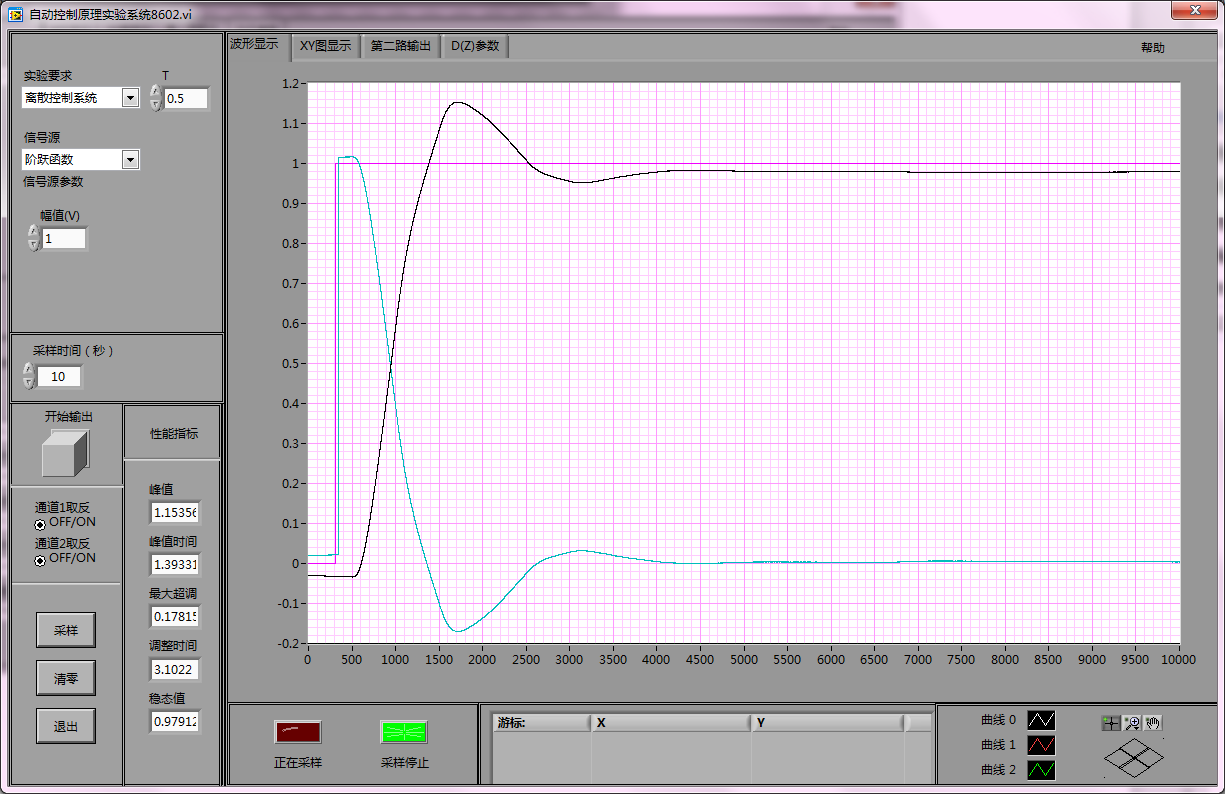 自动控制原理实验系统8602.vi
波形显示 XY图显示 第二路输出 D(Z)参数 帮助
实验要求 T
离散控制系统 0.5
信号源
阶跃函数
信号源参数
幅值(V)
1
采样时间（秒）
10
开始输出
性能指标
通道1取反
OFF/ON
通道2取反
OFF/ON
采样
清零
退出
峰值
1.15356
峰值时间
1.39331
最大超调
0.17815
调整时间
3.1022
稳态值
0.97912
1.2
1.1
1
0.9
0.8
0.7
0.6
0.5
0.4
0.3
0.2
0.1
0
-0.1
-0.2
0 500 1000 1500 2000 2500 3000 3500 4000 4500 5000 5500 6000 6500 7000 7500 8000 8500 9000 9500 10000
正在采样
采样停止
游标: X Y
曲线 0
曲线 1
曲线 2